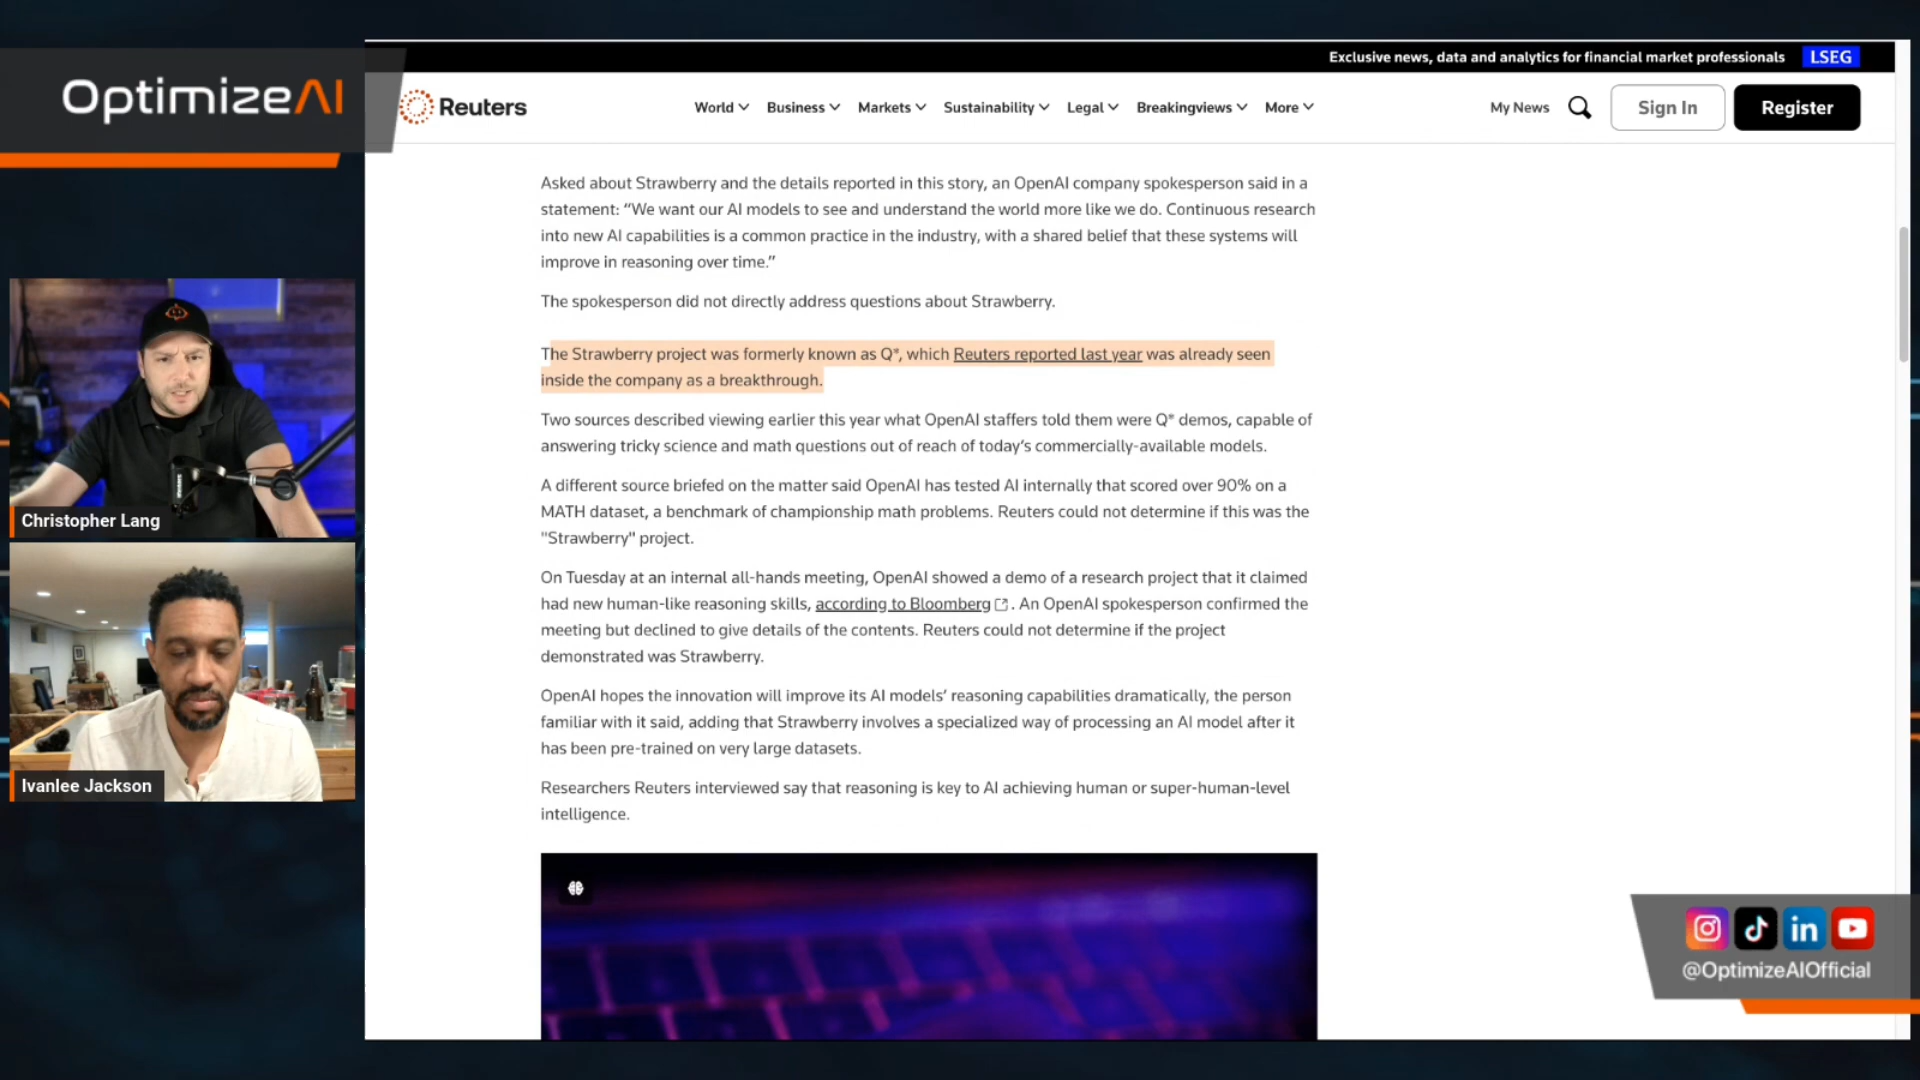 OptimizeAI
Exclusive news, data and analytics for financial market professionals LSEG
Reuters World Business Markets Sustainability Legal Breakingviews More My News Sign In Register
Asked about Strawberry and the details reported in this story, an OpenAI company spokesperson said in a
statement: “We want our AI models to see and understand the world more like we do. Continuous research
into new AI capabilities is a common practice in the industry, with a shared belief that these systems will
improve in reasoning over time.”
The spokesperson did not directly address questions about Strawberry.
The Strawberry project was formerly known as Q*, which Reuters reported last year was already seen
inside the company as a breakthrough.
Two sources described viewing earlier this year what OpenAI staffers told them were Q* demos, capable of
answering tricky science and math questions out of reach of today’s commercially-available models.
A different source briefed on the matter said OpenAI has tested AI internally that scored over 90% on a
MATH dataset, a benchmark of championship math problems. Reuters could not determine if this was the
"Strawberry" project.
On Tuesday at an internal all-hands meeting, OpenAI showed a demo of a research project that it claimed
had new human-like reasoning skills, according to Bloomberg. An OpenAI spokesperson confirmed the
meeting but declined to give details of the contents. Reuters could not determine if the project
demonstrated was Strawberry.
OpenAI hopes the innovation will improve its AI models’ reasoning capabilities dramatically, the person
familiar with it said, adding that Strawberry involves a specialized way of processing an AI model after it
has been pre-trained on very large datasets.
Researchers Reuters interviewed say that reasoning is key to AI achieving human or super-human-level
intelligence.
Christopher Lang
Ivanlee Jackson
@OptimizeAIOfficial